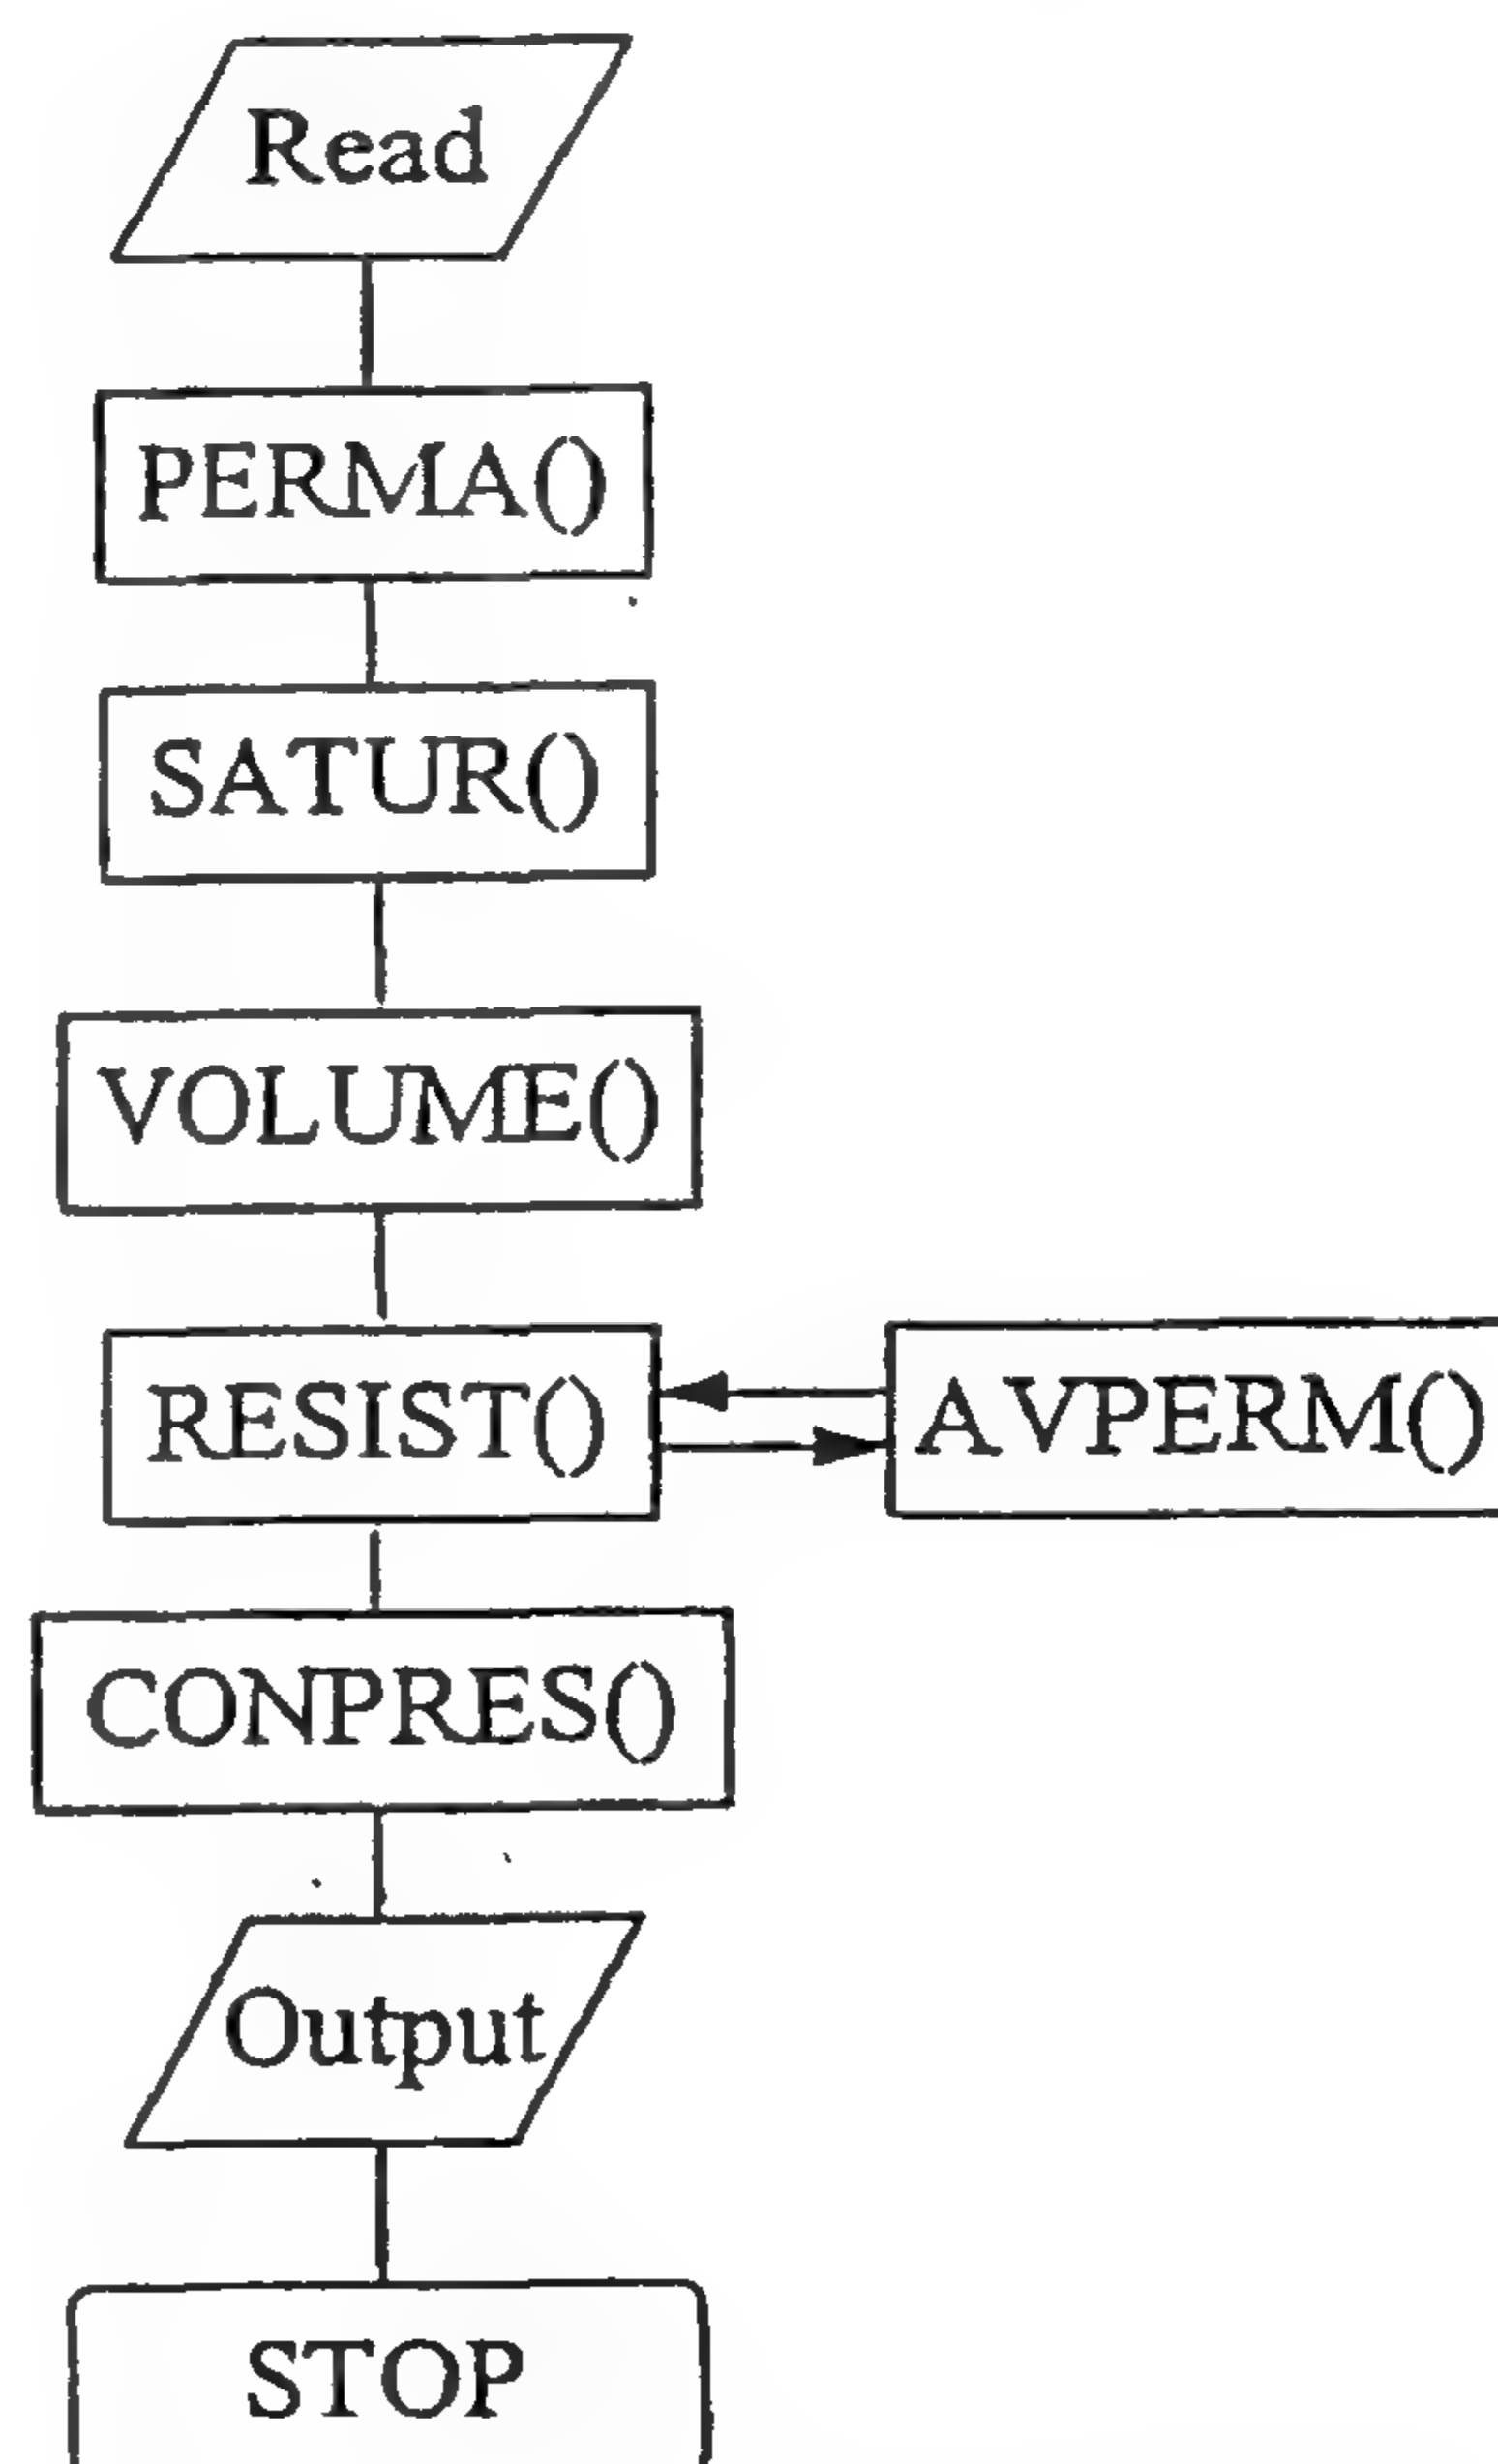 Read
PERMA()
SATUR()
VOLUME()
RESIST()
AVPERM()
CONPRES()
Output
STOP